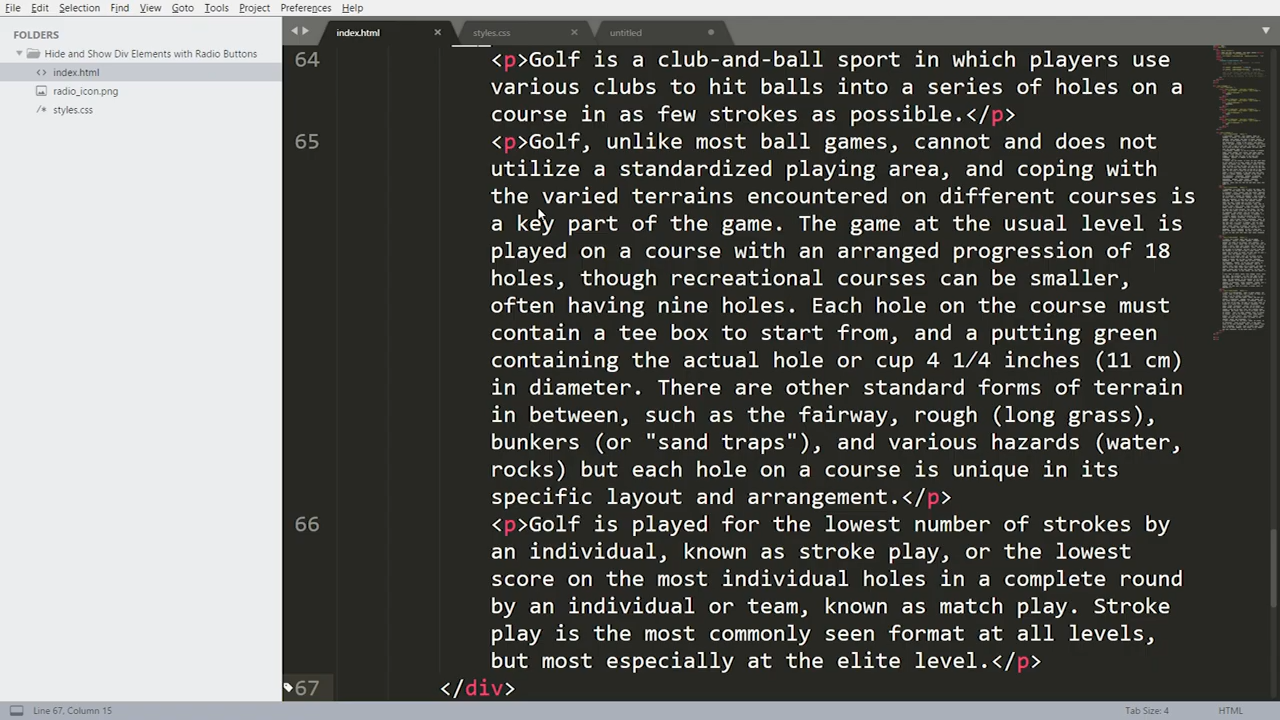 File Edit Selection Find View Goto Tools Project Preferences Help
FOLDERS
Hide and Show Div Elements with Radio Buttons
<> index.html
radio_icon.png
/* styles.css
index.html
styles.css
untitled
64 <p>Golf is a club-and-ball sport in which players use
various clubs to hit balls into a series of holes on a
course in as few strokes as possible.</p>
65 <p>Golf, unlike most ball games, cannot and does not
utilize a standardized playing area, and coping with
the varied terrains encountered on different courses is
a key part of the game. The game at the usual level is
played on a course with an arranged progression of 18
holes, though recreational courses can be smaller,
often having nine holes. Each hole on the course must
contain a tee box to start from, and a putting green
containing the actual hole or cup 4 1/4 inches (11 cm)
in diameter. There are other standard forms of terrain
in between, such as the fairway, rough (long grass),
bunkers (or "sand traps"), and various hazards (water,
rocks) but each hole on a course is unique in its
specific layout and arrangement.</p>
66 <p>Golf is played for the lowest number of strokes by
an individual, known as stroke play, or the lowest
score on the most individual holes in a complete round
by an individual or team, known as match play. Stroke
play is the most commonly seen format at all levels,
but most especially at the elite level.</p>
67 </div>
Line 67, Column 15
Tab Size: 4
HTML